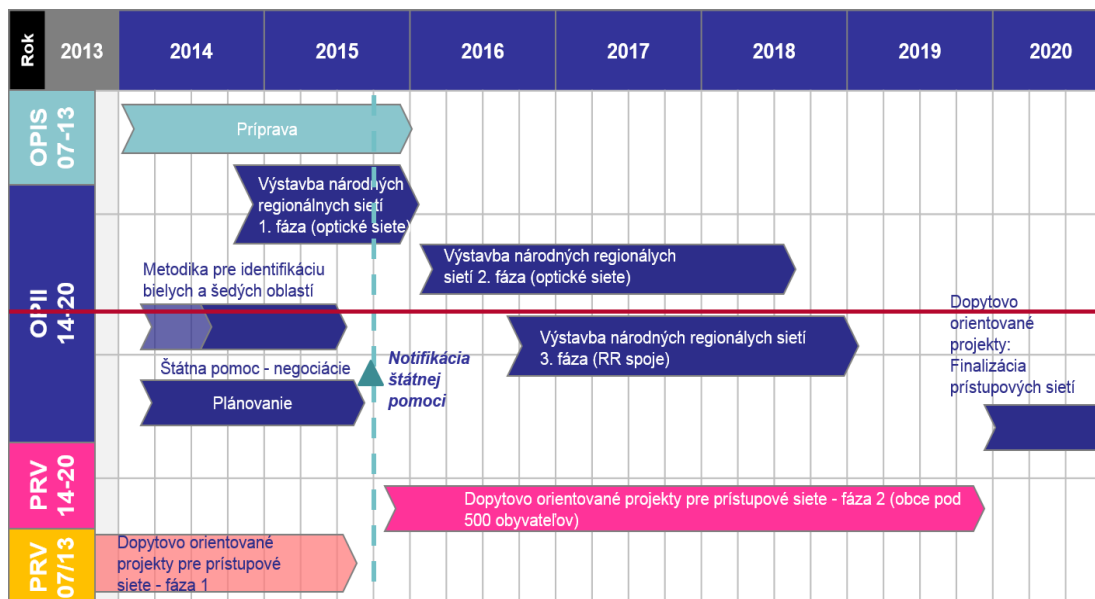 Rok
2013
2014
2015
2016
2017
2018
2019
2020
OPIS
07-13
Príprava
OPII
14-20
Výstavba národných
regionálnych sietí
1. fáza (optické siete)
Výstavba národných regionálych
sietí 2. fáza (optické siete)
Metodika pre identifikáciu
bielych a šedých oblastí
Výstavba národných regionálych sietí
3. fáza (RR spoje)
Dopytovo
orientované
projekty:
Finalizácia
prístupových sietí
Štátna pomoc - negociácie
Plánovanie
Notifikácia
štátnej
pomoci
PRV
14-20
Dopytovo orientované projekty pre prístupové siete - fáza 2 (obce pod
500 obyvateľov)
PRV
07/13
Dopytovo orientované
projekty pre prístupové
siete - fáza 1